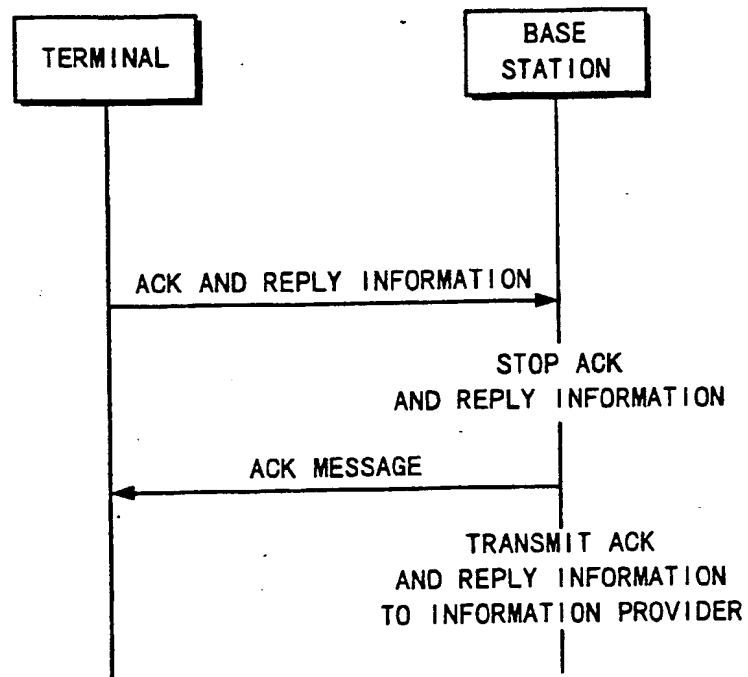 TERMINAL
BASE
STATION
ACK AND REPLY INFORMATION
STOP ACK
AND REPLY INFORMATION
ACK MESSAGE
TRANSMIT ACK
AND REPLY INFORMATION
TO INFORMATION PROVIDER